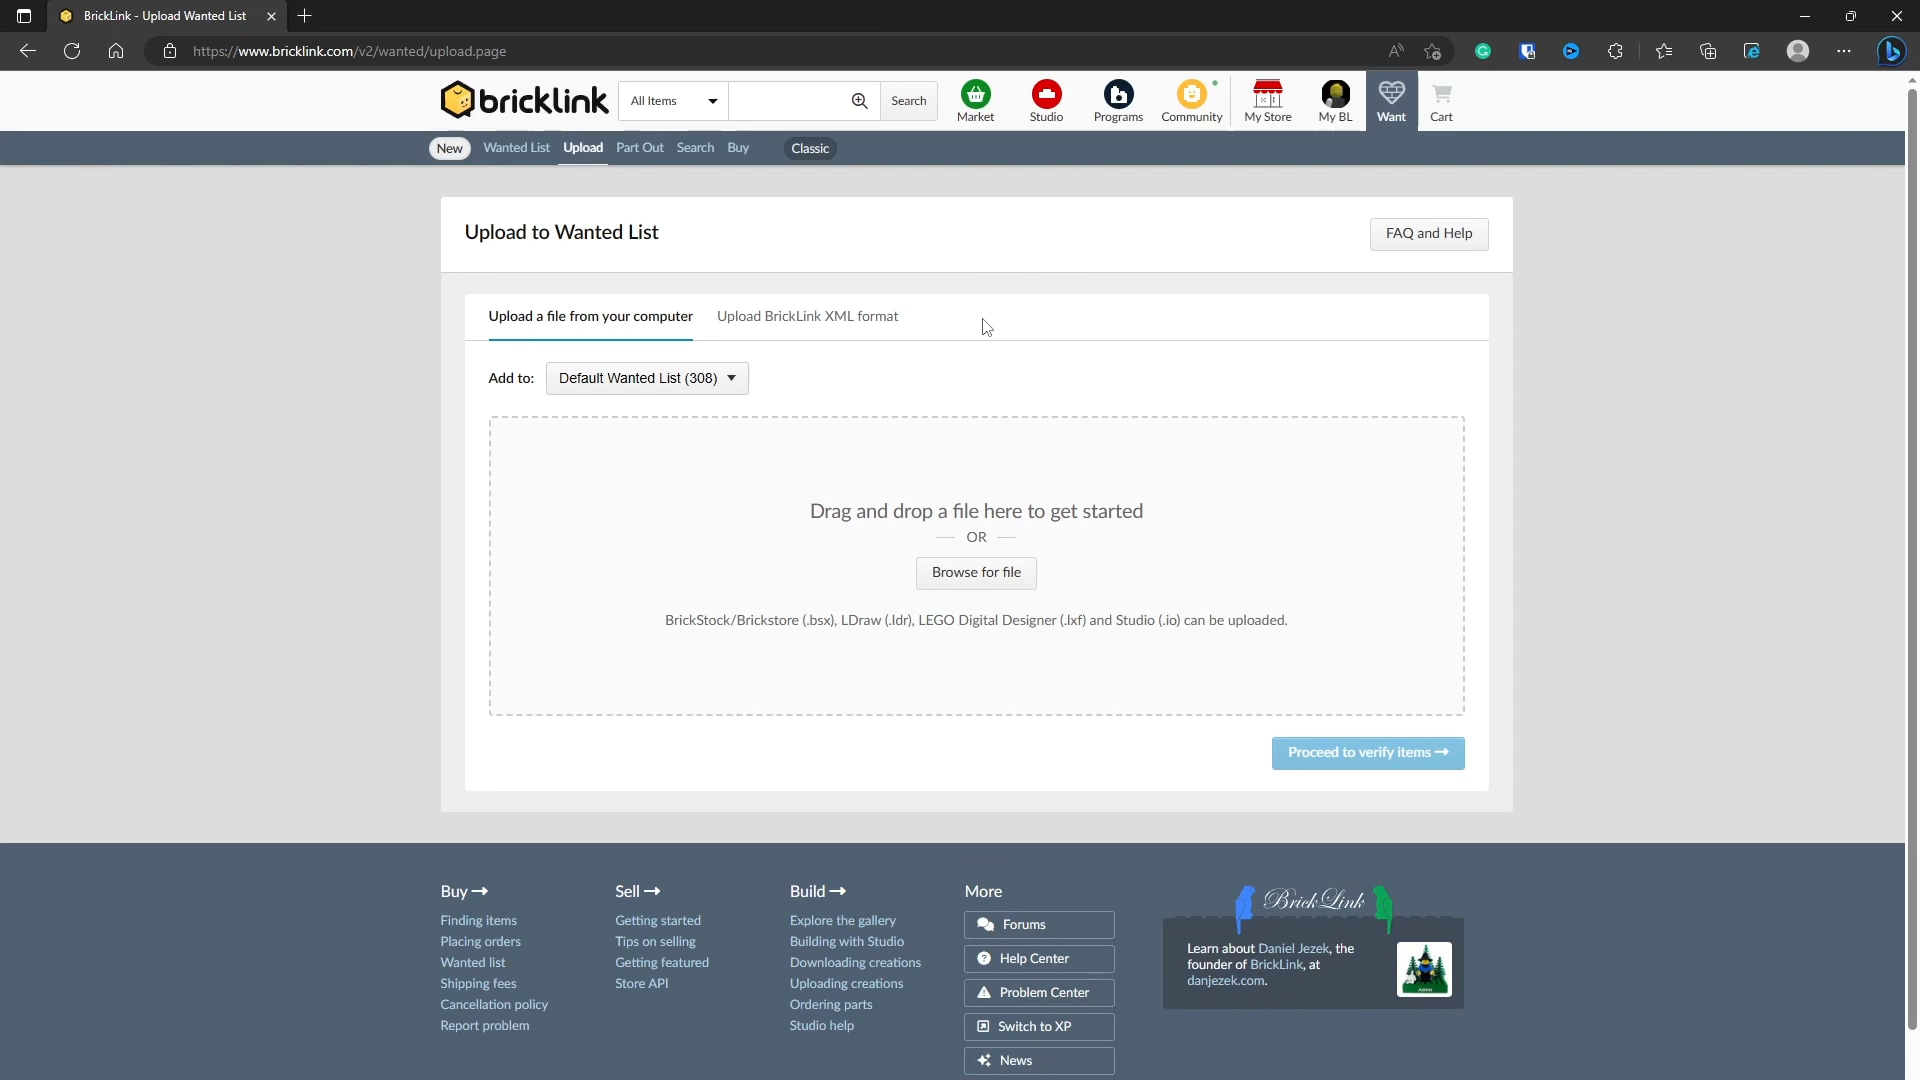 BrickLink - Upload Wanted List
https://www.bricklink.com/v2/wanted/upload.page
bricklink
All Items
Search
Market
Studio
Programs
Community
My Store
My BL
Want
Cart
New
Wanted List
Upload
Part Out
Search
Buy
Classic
Upload to Wanted List
FAQ and Help
Upload a file from your computer
Upload BrickLink XML format
Add to:
Default Wanted List (308)
Drag and drop a file here to get started
OR
Browse for file
BrickStock/Brickstore (.bsx), LDraw (.ldr), LEGO Digital Designer (.lxf) and Studio (.io) can be uploaded.
Proceed to verify items →
Buy →
Finding items
Placing orders
Wanted list
Shipping fees
Cancellation policy
Report problem
Sell →
Getting started
Tips on selling
Getting featured
Store API
Build →
Explore the gallery
Building with Studio
Downloading creations
Uploading creations
Ordering parts
Studio help
More
Forums
Help Center
Problem Center
Switch to XP
News
BrickLink
Learn about Daniel Jezek, the
founder of BrickLink, at
danjezek.com.